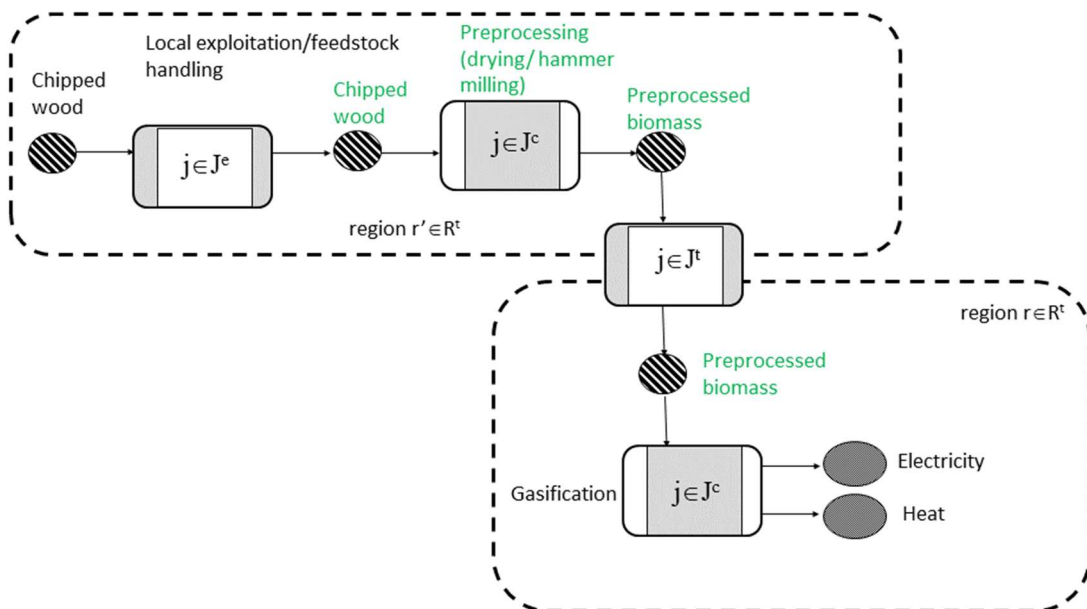 Local exploitation/feedstock
handling
Preprocessing
(drying/ hammer
milling)
Chipped
wood
Chipped
wood
Preprocessed
biomass
j∈Jᵉ
j∈Jᶜ
region r’∈Rᵗ
j∈Jᵗ
region r∈Rᵗ
Preprocessed
biomass
Gasification
j∈Jᶜ
Electricity
Heat